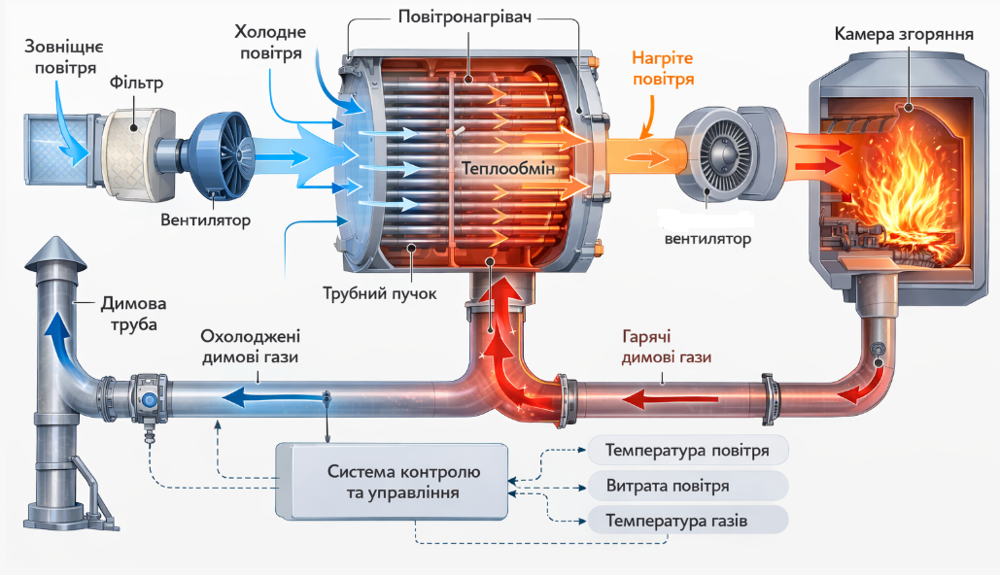 Повітронагрівач
Зовніщнє
повітря
Фільтр
Холодне
повітря
Нагріте
повітря
Камера згоряння
Теплообмін
Вентилятор
вентилятор
Трубний пучок
Димова
труба
Охолоджені
димові гази
Гарячі
димові гази
Система контролю
та управління
Температура повітря
Витрата повітря
Температура газів